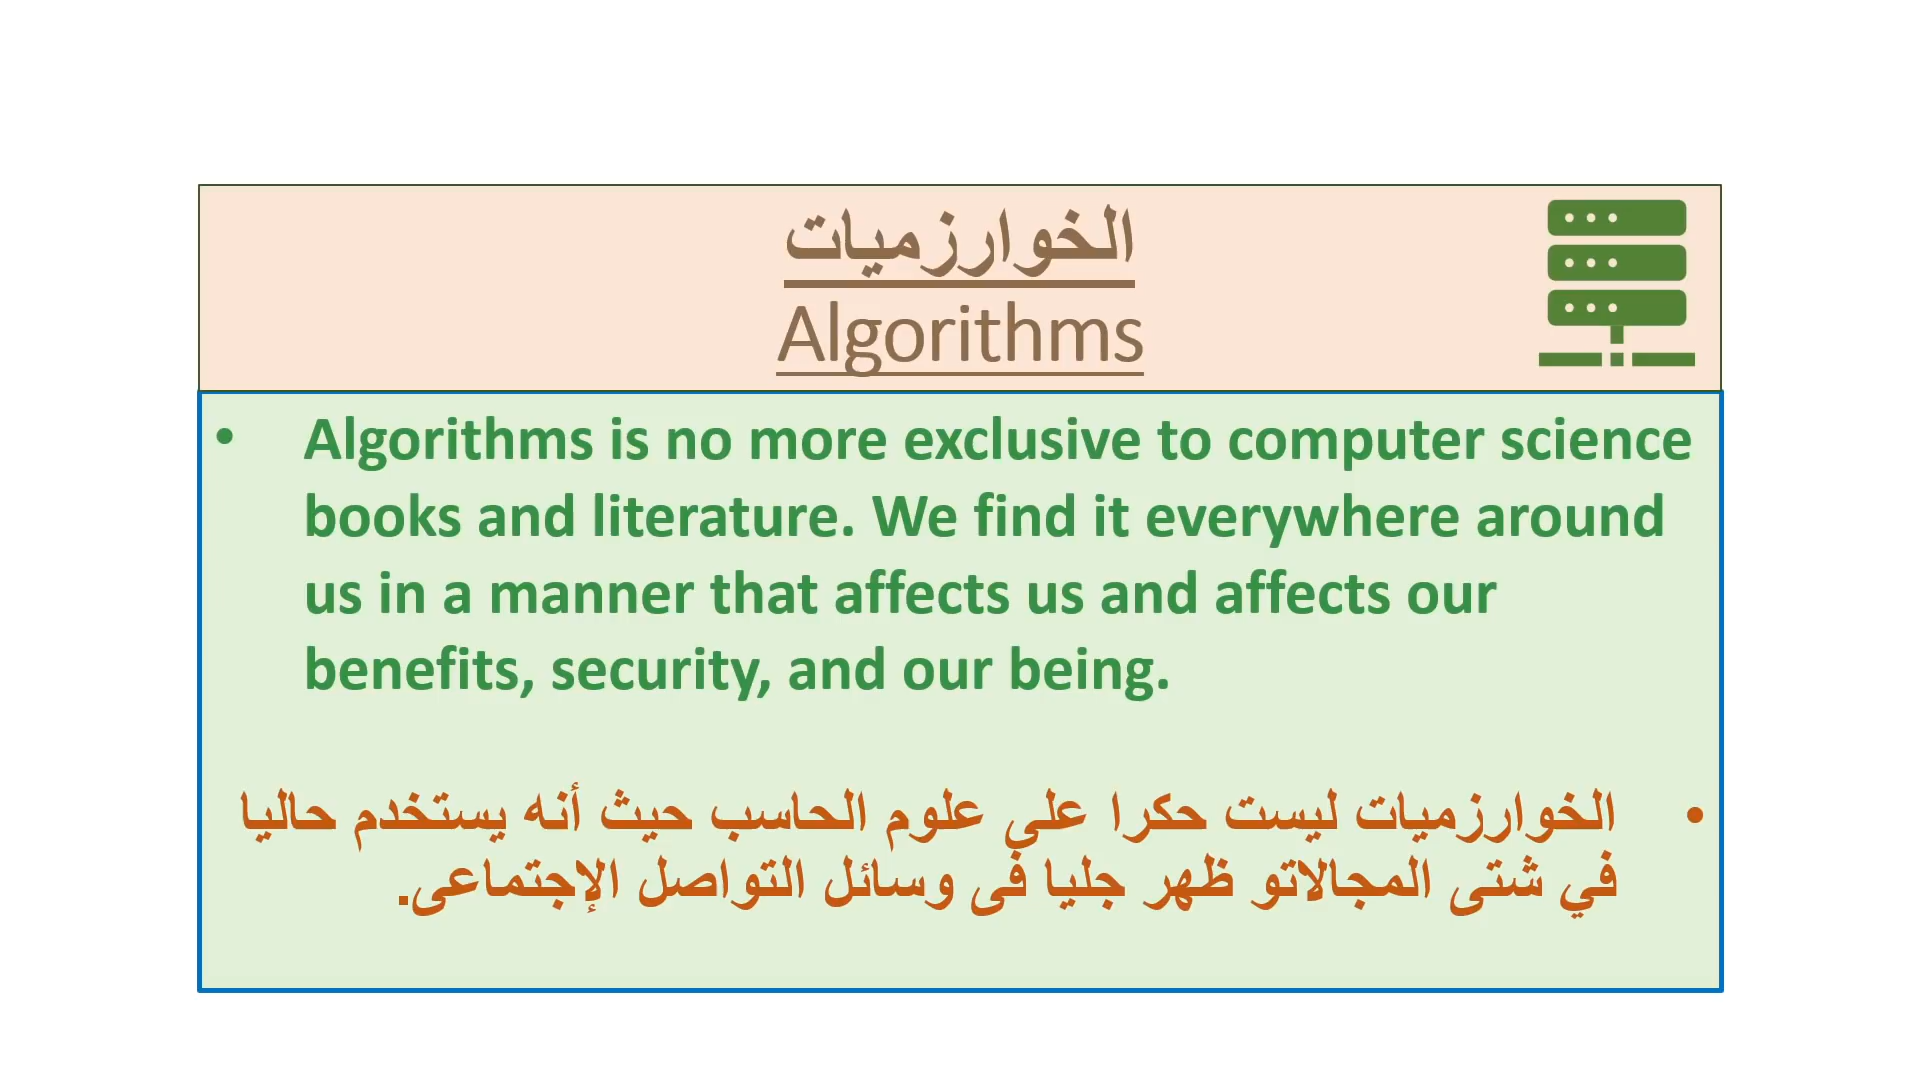 الخوارزميات
Algorithms
• Algorithms is no more exclusive to computer science
books and literature. We find it everywhere around
us in a manner that affects us and affects our
benefits, security, and our being.
• الخوارزميات ليست حكرا علي علوم الحاسب حيث أنه يستخدم حاليا
في شتى المجالاتو ظهر جليا فى وسائل التواصل الإجتماعى.